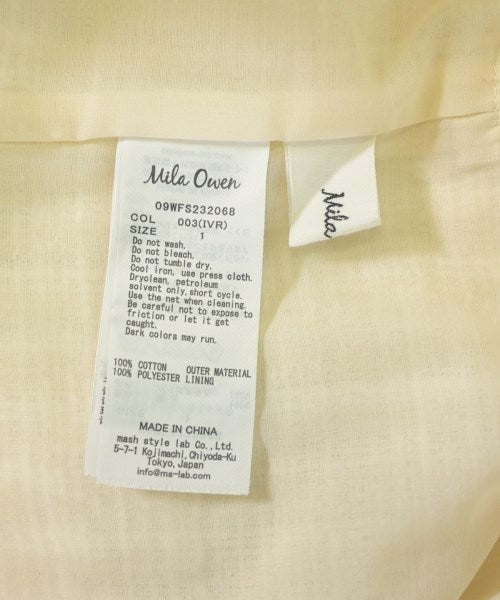 Mila Owen
09WFS232068
COL 003(IVR)
SIZE 1
Do not wash.
Do not bleach.
Do not tumble dry.
Cool iron, use press cloth.
Dryclean, petroleum
solvent only, short cycle.
Use the net when cleaning.
Be careful not to expose to
friction or let it get
caught.
Dark colors may run.
100% COTTON OUTER MATERIAL
100% POLYESTER LINING
MADE IN CHINA
mash style lab Co., Ltd.
5-7-1 Kojimachi, Chiyoda-Ku
Tokyo, Japan
info@ms-lab.com
Mila